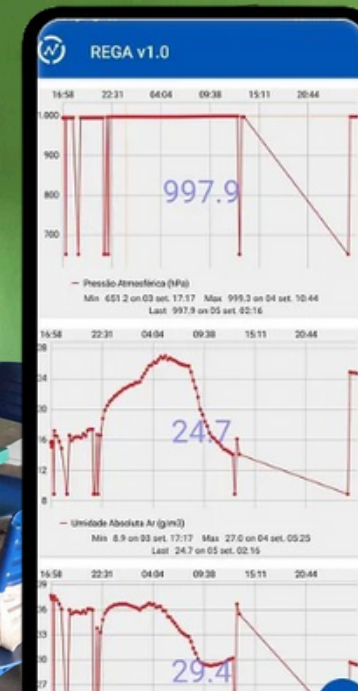 REGA v1.0
16:58 22:31 04:04 09:38 15:11 20:44
1.000
900
800
700
997.9
Pressão Atmosférica (hPa)
Min 651.2 on 03 set. 17:17 Max 999.3 on 04 set. 10:44
Last 997.9 on 05 set. 02:16
16:58 22:31 04:04 09:38 15:11 20:44
28
24
20
16
12
8
24.7
Umidade Absoluta Ar (g/m3)
Min 8.9 on 03 set. 17:17 Max 27.0 on 04 set. 05:25
Last 24.7 on 05 set. 02:16
16:58 22:31 04:04 09:38 15:11 20:44
39
36
33
30
27
29.4